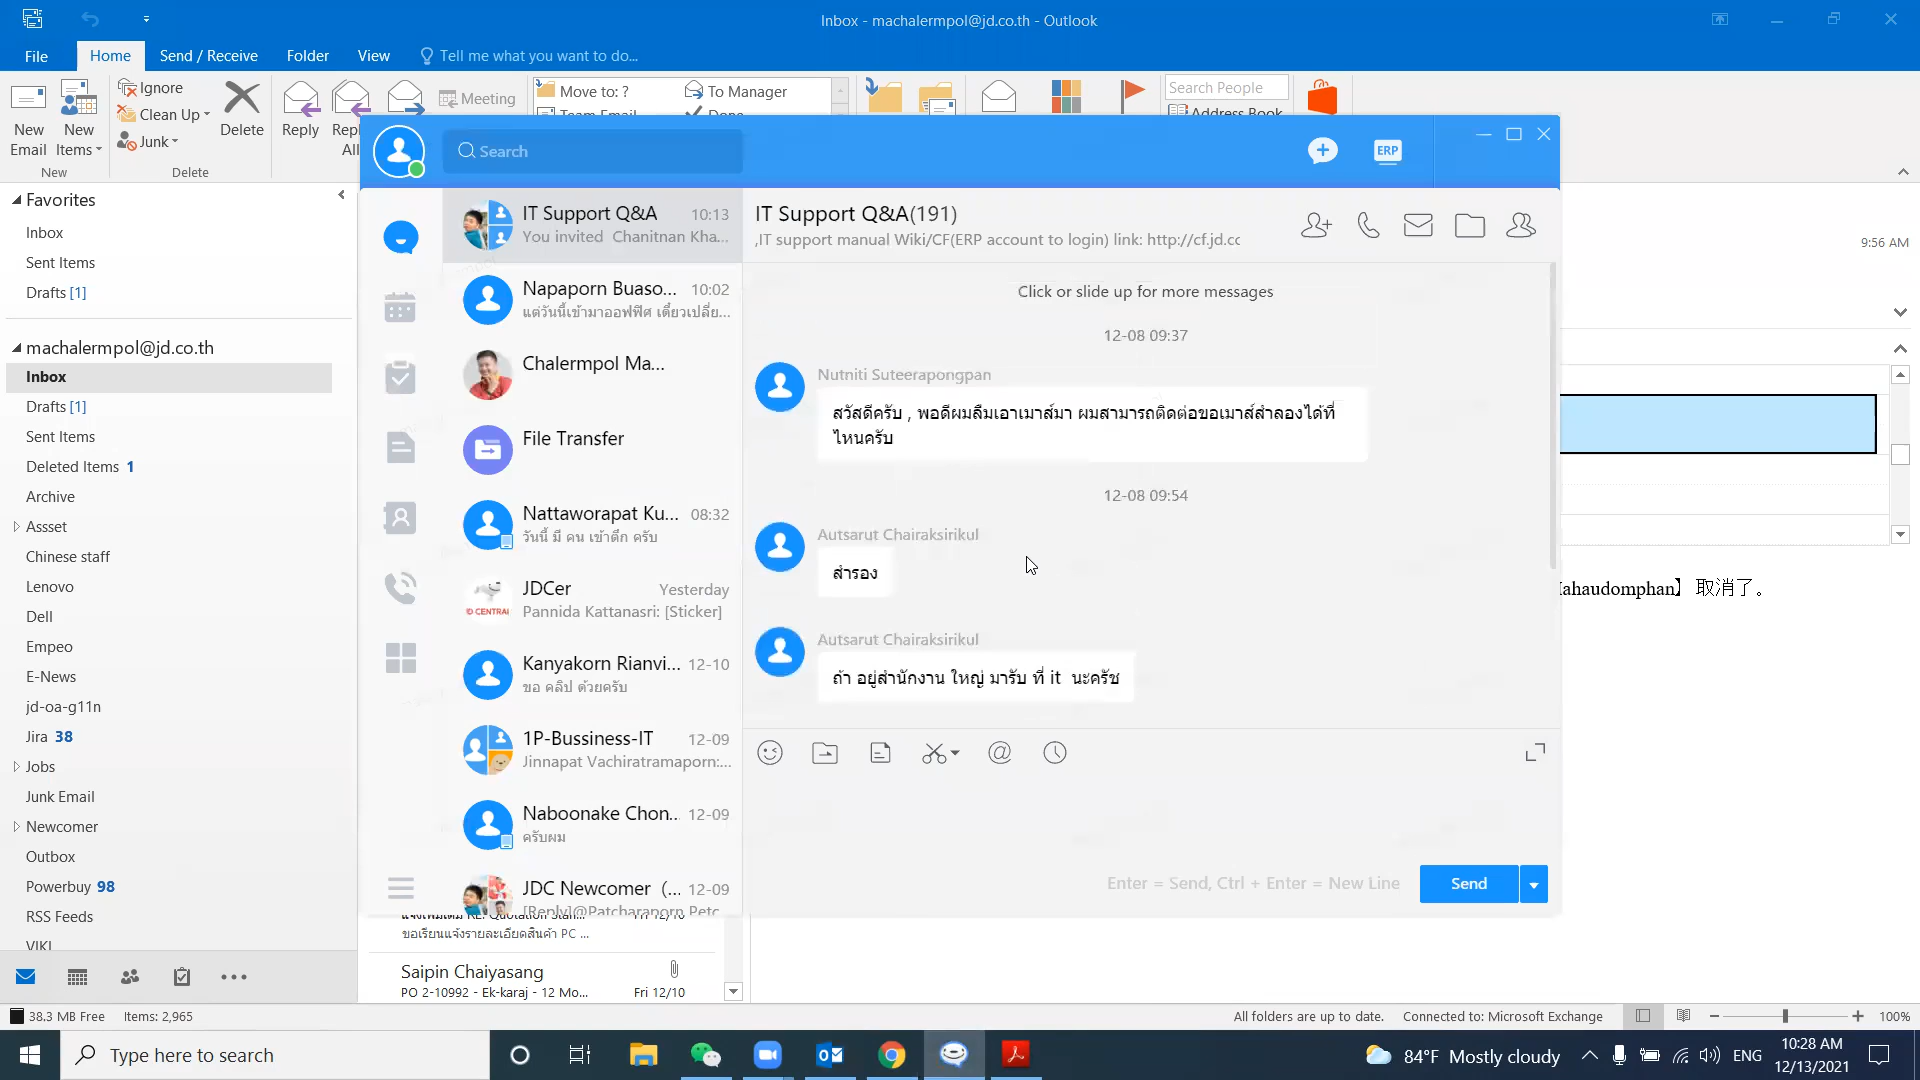 Inbox - machalermpol@jd.co.th - Outlook
File
Home
Send / Receive
Folder
View
Tell me what you want to do...
New Email
New Items
New
Ignore
Clean Up
Junk
Delete
Delete
Reply
Reply All
Meeting
Move to: ?
To Manager
Team Email
Done
Search People
Address Book
Favorites
Inbox
Sent Items
Drafts [1]
machalermpol@jd.co.th
Inbox
Drafts [1]
Sent Items
Deleted Items 1
Archive
Assset
Chinese staff
Lenovo
Dell
Empeo
E-News
jd-oa-g11n
Jira 38
Jobs
Junk Email
Newcomer
Outbox
Powerbuy 98
RSS Feeds
VIKI
Search
ERP
IT Support Q&A 10:13
You invited Chanitnan Kha...
Napaporn Buaso... 10:02
แต่วันนี้เข้ามาออฟฟิศ เดี๋ยวเปลี่ย...
Chalermpol Ma...
File Transfer
Nattaworapat Ku... 08:32
วันนี้ มี คน เข้าตึก ครับ
JDCer Yesterday
Pannida Kattanasri: [Sticker]
Kanyakorn Rianvi... 12-10
ขอ คลิป ด้วยครับ
1P-Bussiness-IT 12-09
Jinnapat Vachiratramaporn:...
Naboonake Chon... 12-09
ครับผม
JDC Newcomer (... 12-09
[Reply]@Patcharaporn Petc
IT Support Q&A(191)
,IT support manual Wiki/CF(ERP account to login) link: http://cf.jd.cc
Click or slide up for more messages
12-08 09:37
Nutniti Suteerapongpan
สวัสดีครับ , พอดีผมลืมเอาเมาส์มา ผมสามารถติดต่อขอเมาส์สำลองได้ที่
ไหนครับ
12-08 09:54
Autsarut Chairaksirikul
สำรอง
Autsarut Chairaksirikul
ถ้า อยู่สำนักงาน ใหญ่ มารับ ที่ it นะครัช
Enter = Send, Ctrl + Enter = New Line
Send
9:56 AM
ahaudomphan】 取消了。
ขอเรียนแจ้งรายละเอียดสินค้า PC ...
Saipin Chaiyasang
PO 2-10992 - Ek-karaj - 12 Mo... Fri 12/10
38.3 MB Free
Items: 2,965
All folders are up to date.
Connected to: Microsoft Exchange
100%
Type here to search
84°F Mostly cloudy
ENG
10:28 AM
12/13/2021